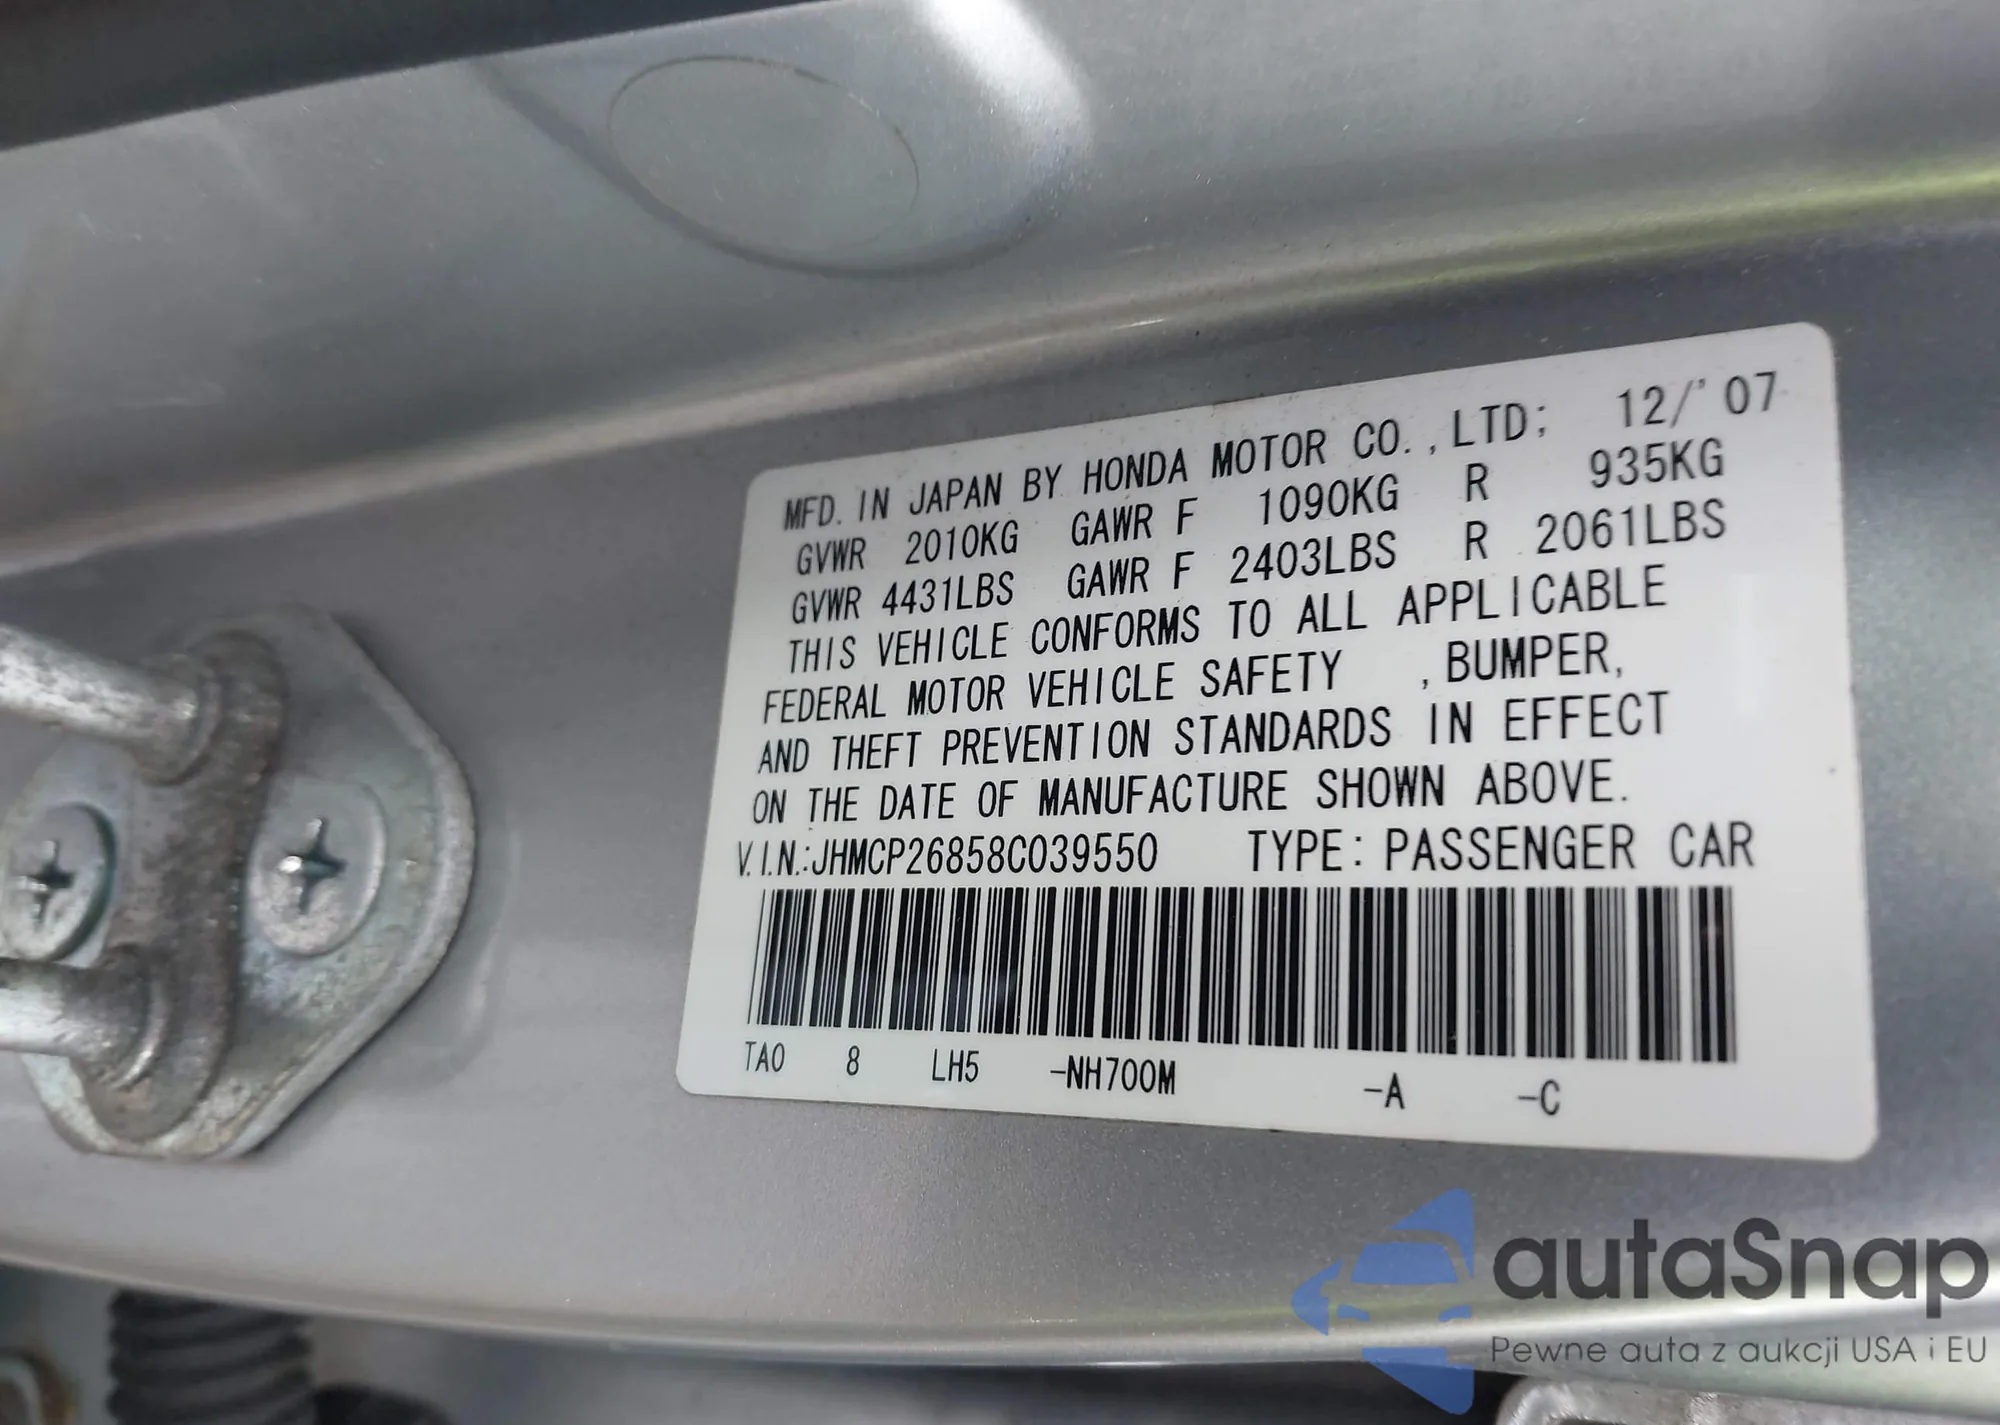 MFD. IN JAPAN BY HONDA MOTOR CO., LTD; 12/'07
GVWR 2010KG GAWR F 1090KG R 935KG
GVWR 4431LBS GAWR F 2403LBS R 2061LBS
THIS VEHICLE CONFORMS TO ALL APPLICABLE
FEDERAL MOTOR VEHICLE SAFETY , BUMPER,
AND THEFT PREVENTION STANDARDS IN EFFECT
ON THE DATE OF MANUFACTURE SHOWN ABOVE.
V.I.N.:JHMCP26858C039550 TYPE: PASSENGER CAR
TA0 8 LH5 -NH700M -A -C
autaSnap
Pewne auta z aukcji USA i EU